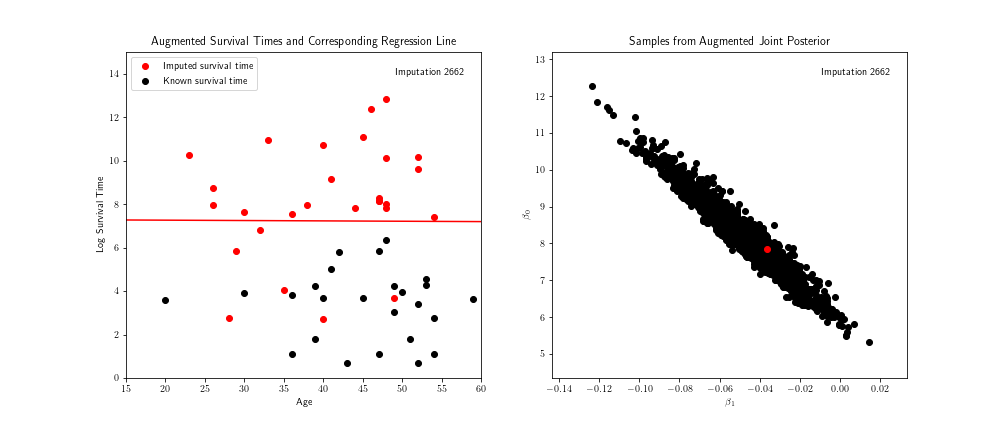 Augmented Survival Times and Corresponding Regression Line
Imputed survival time
Known survival time
Imputation 2662
Log Survival Time
14
12
10
8
6
4
2
0
15 20 25 30 35 40 45 50 55 60
Age
Samples from Augmented Joint Posterior
Imputation 2662
β₀
13
12
11
10
9
8
7
6
5
−0.14 −0.12 −0.10 −0.08 −0.06 −0.04 −0.02 0.00 0.02
β₁